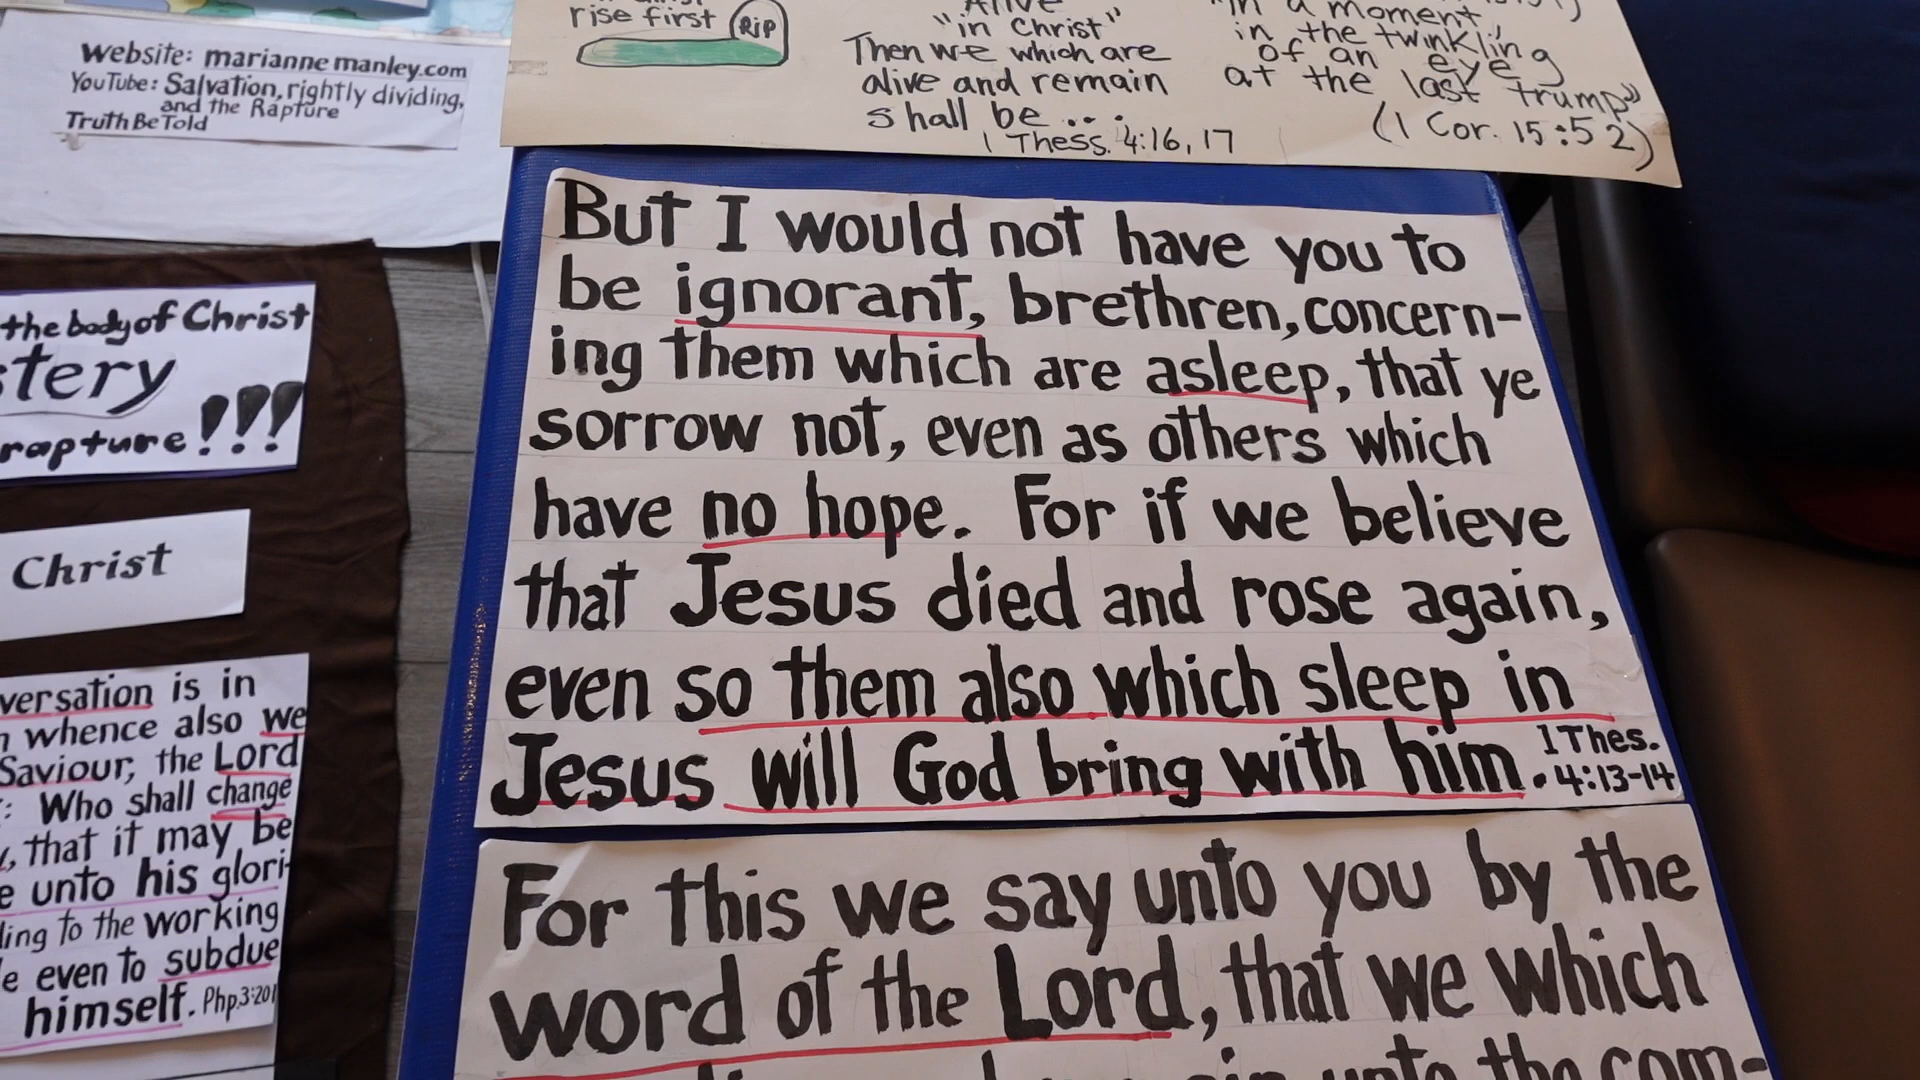 Website: mariannemanley.com
YouTube: Salvation, rightly dividing,
and the Rapture
Truth Be Told
rise first
RIP
"in Christ"
Then we which are
alive and remain
shall be...
1 Thess. 4:16, 17
in a moment,
in the twinkling
of an eye,
at the last trump"
(1 Cor. 15:52)
the body of Christ
rapture!!!
Christ
But I would not have you to
be ignorant, brethren, concern-
ing them which are asleep, that ye
sorrow not, even as others which
have no hope. For if we believe
that Jesus died and rose again,
even so them also which sleep in
Jesus will God bring with him.
1 Thes.
4:13-14
For this we say unto you by the
word of the Lord, that we which
unto the com-
is in
whence also we
Saviour, the Lord
: Who shall change
, that it may be
unto his glori-
to the working
even to subdue
himself. Php. 3:20